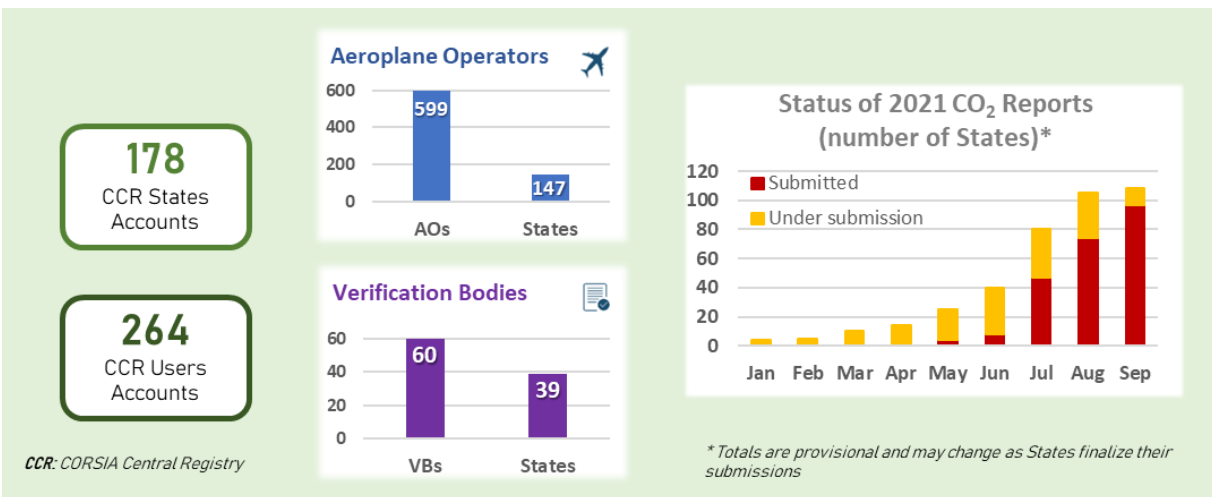 178
CCR States
Accounts
264
CCR Users
Accounts
CCR: CORSIA Central Registry
Aeroplane Operators
600
400
200
0
599
147
AOs States
Verification Bodies
60
40
20
0
60
39
VBs States
Status of 2021 CO₂ Reports
(number of States)*
120
100
80
60
40
20
0
Submitted
Under submission
Jan Feb Mar Apr May Jun Jul Aug Sep
* Totals are provisional and may change as States finalize their
submissions